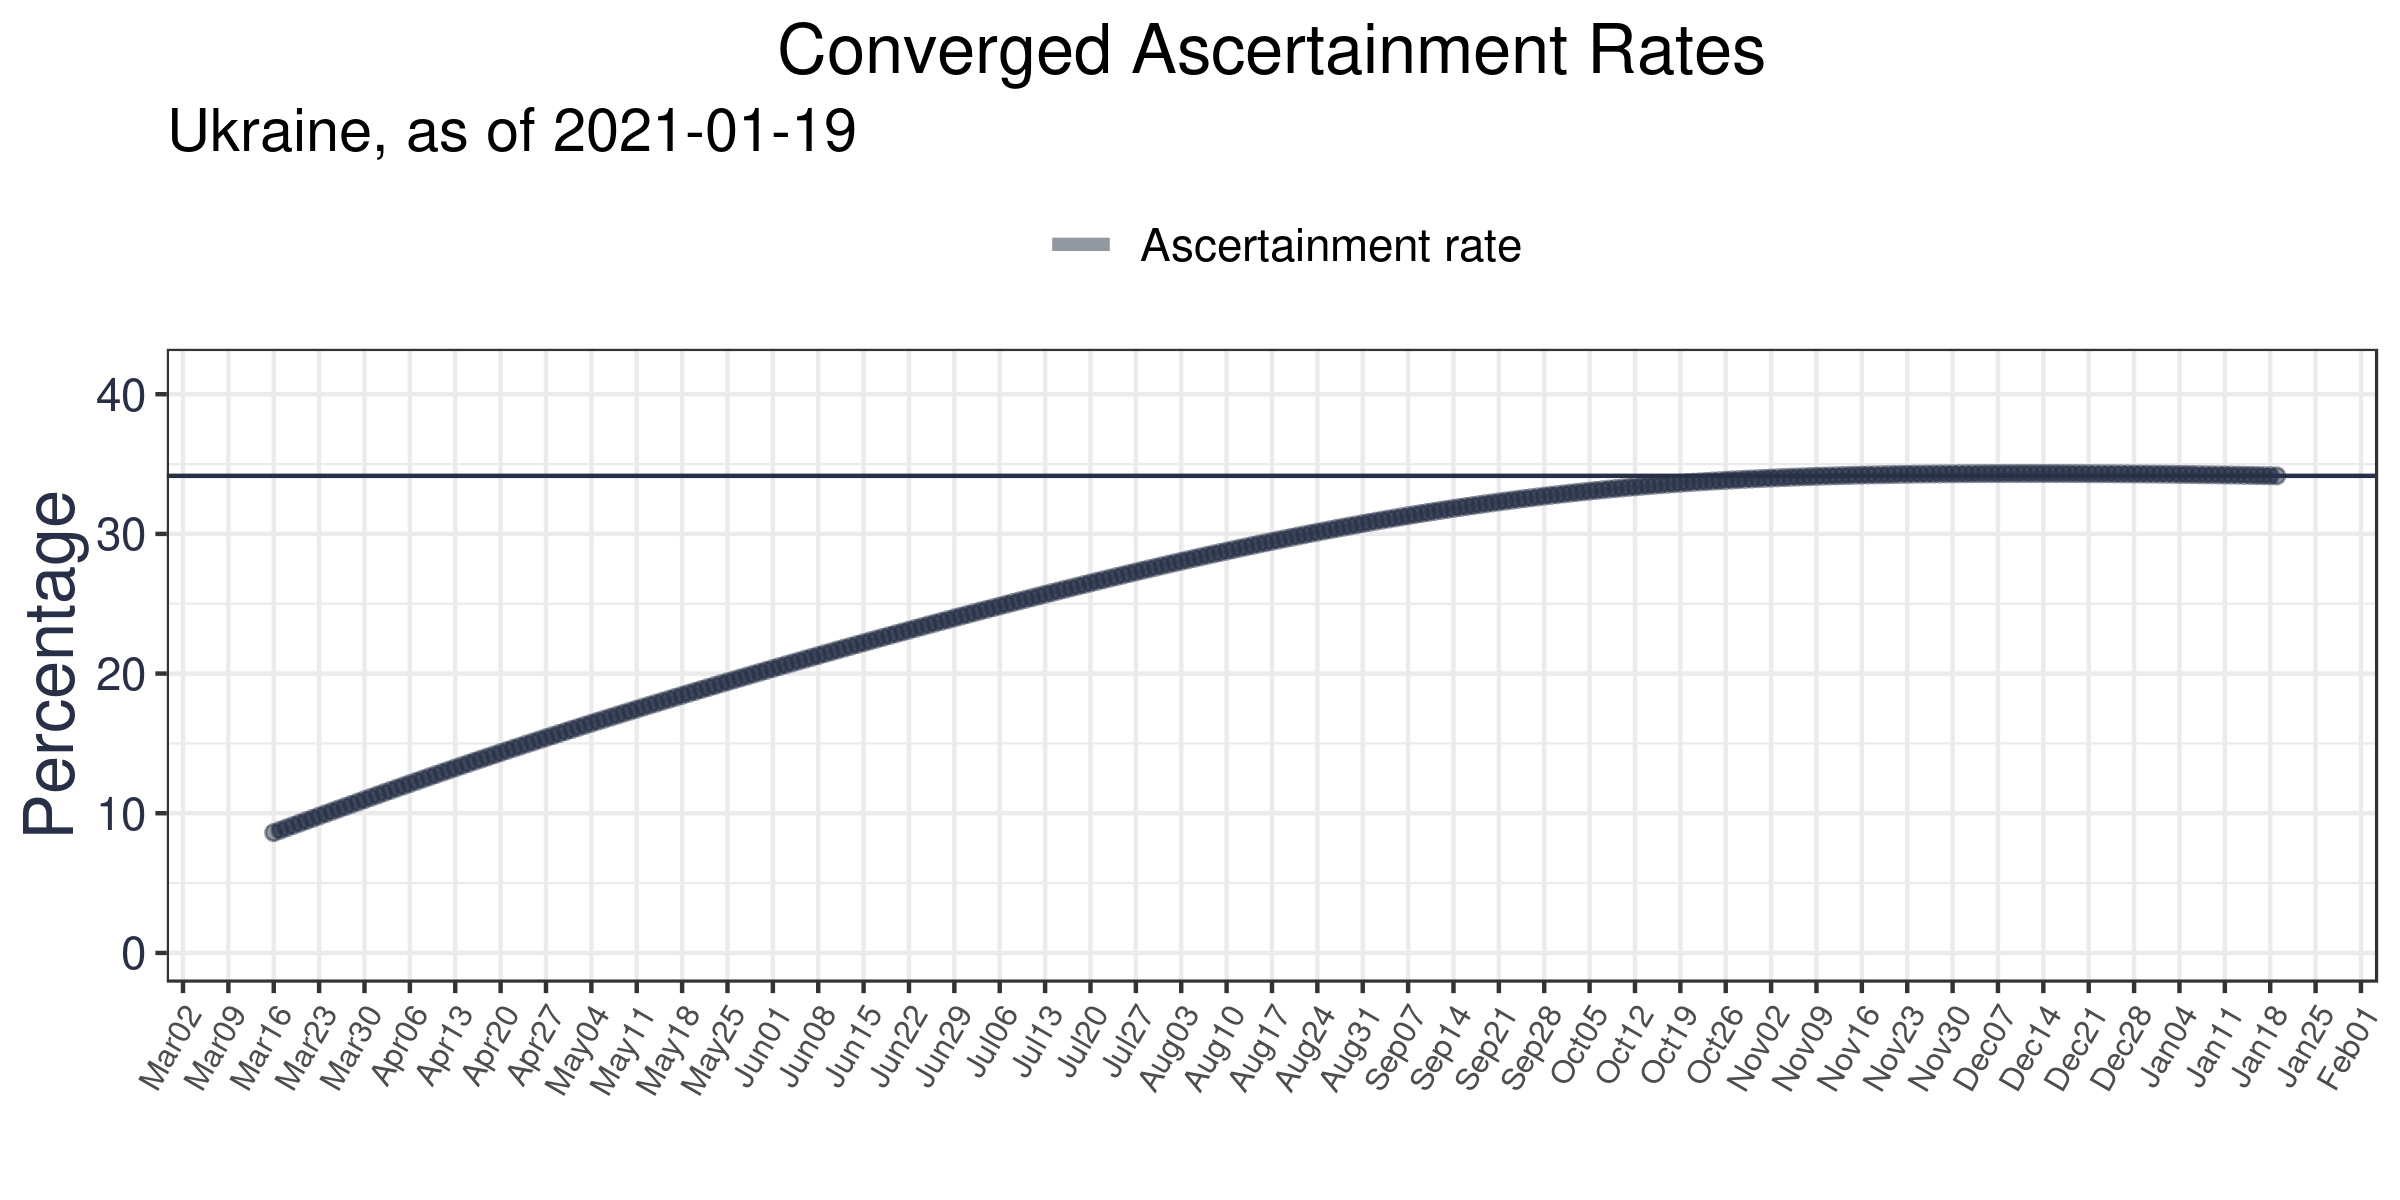 Converged Ascertainment Rates
Ukraine, as of 2021-01-19
Ascertainment rate
Percentage
40
30
20
10
0
Mar02 Mar09 Mar16 Mar23 Mar30 Apr06 Apr13 Apr20 Apr27 May04 May11 May18 May25 Jun01 Jun08 Jun15 Jun22 Jun29 Jul06 Jul13 Jul20 Jul27 Aug03 Aug10 Aug17 Aug24 Aug31 Sep07 Sep14 Sep21 Sep28 Oct05 Oct12 Oct19 Oct26 Nov02 Nov09 Nov16 Nov23 Nov30 Dec07 Dec14 Dec21 Dec28 Jan04 Jan11 Jan18 Jan25 Feb01